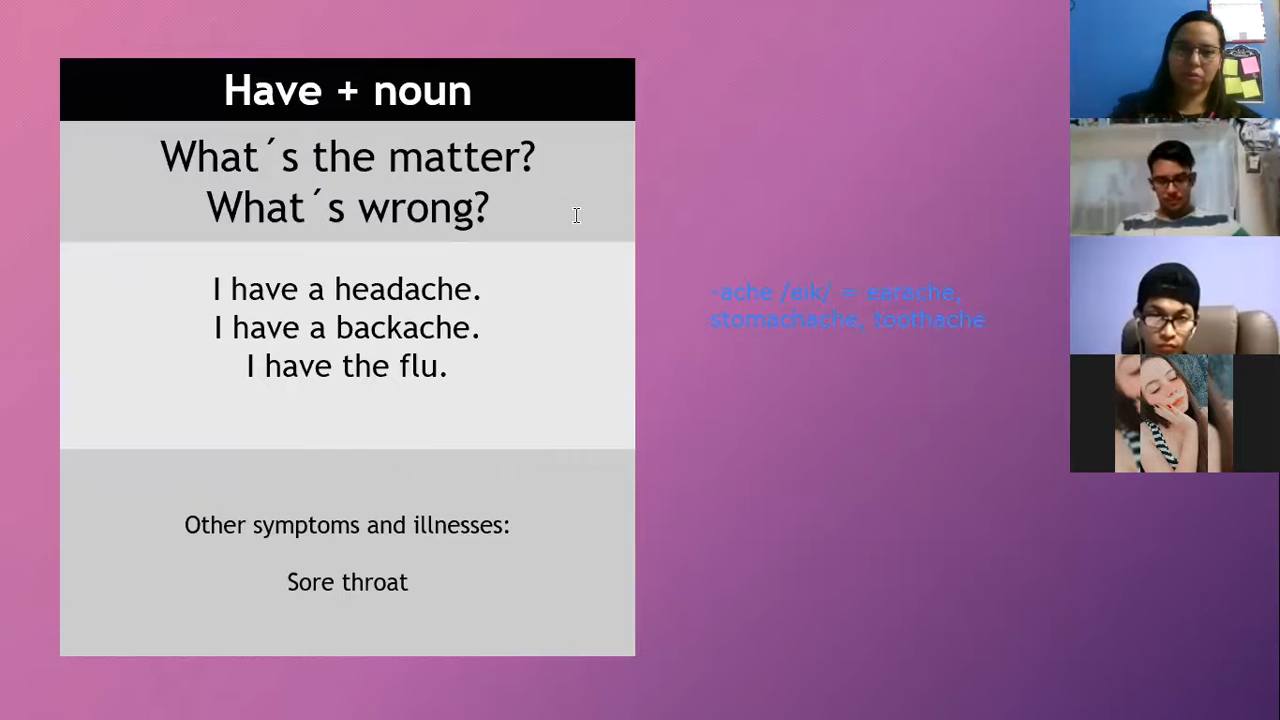 Have + noun
What´s the matter?
What´s wrong?
I have a headache.
I have a backache.
I have the flu.
Other symptoms and illnesses:
Sore throat
-ache /eik/ = earache,
stomachache, toothache